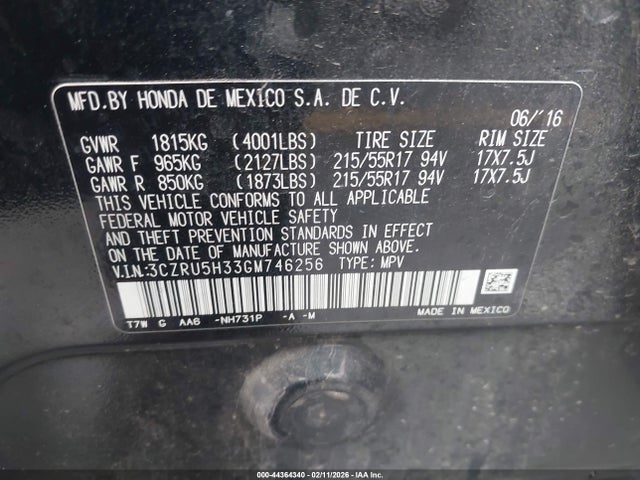 MFD.BY HONDA DE MEXICO S.A. DE C.V.
06/'16
GVWR 1815KG (4001LBS) TIRE SIZE RIM SIZE
GAWR F 965KG (2127LBS) 215/55R17 94V 17X7.5J
GAWR R 850KG (1873LBS) 215/55R17 94V 17X7.5J
THIS VEHICLE CONFORMS TO ALL APPLICABLE
FEDERAL MOTOR VEHICLE SAFETY
AND THEFT PREVENTION STANDARDS IN EFFECT
ON THE DATE OF MANUFACTURE SHOWN ABOVE.
V.I.N:3CZRU5H33GM746256 TYPE: MPV
T7W G AA6 -NH731P -A -M MADE IN MEXICO
000-44364340 - 02/11/2026 - IAA Inc.